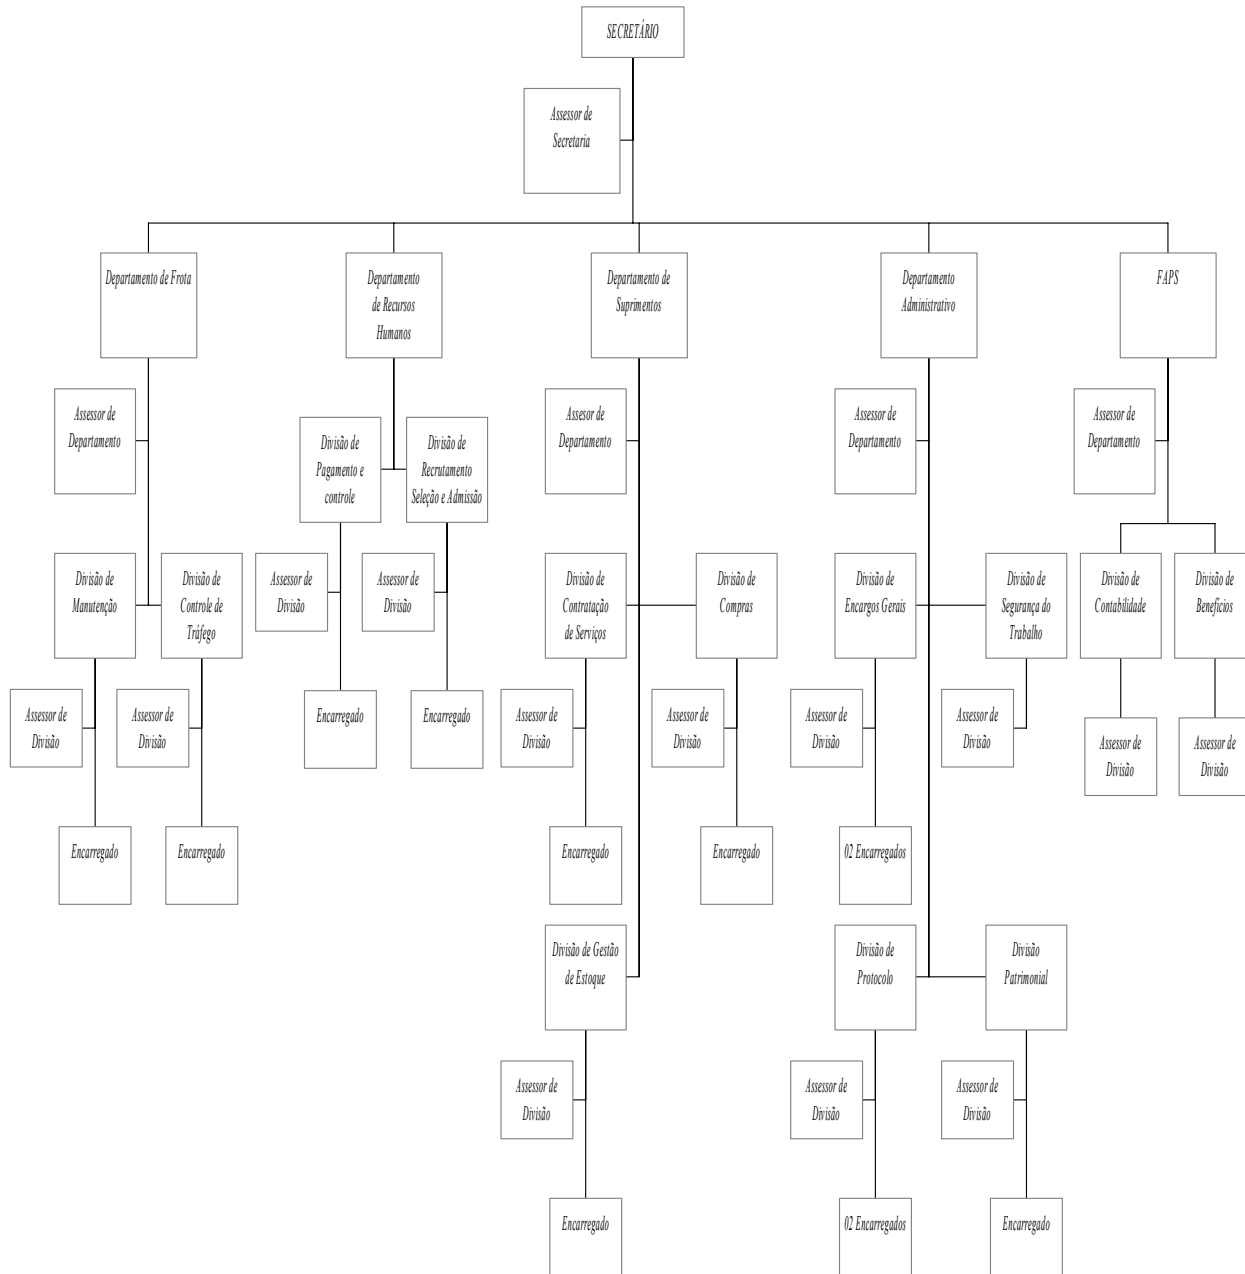 SECRETÁRIO
Assessor de
Secretaria
Departamento de Frota
Departamento
de Recursos
Humanos
Departamento de
Suprimentos
Departamento
Administrativo
FAPS
Assessor de
Departamento
Assesor de
Departamento
Assessor de
Departamento
Assessor de
Departamento
Divisão de
Pagamento e
controle
Divisão de
Recrutamento
Seleção e Admissão
Divisão de
Manutenção
Divisão de
Controle de
Tráfego
Assessor de
Divisão
Assessor de
Divisão
Divisão de
Contratação
de Serviços
Divisão de
Compras
Divisão de
Encargos Gerais
Divisão de
Segurança do
Trabalho
Divisão de
Contabilidade
Divisão de
Benefícios
Assessor de
Divisão
Assessor de
Divisão
Encarregado
Encarregado
Assessor de
Divisão
Assessor de
Divisão
Assessor de
Divisão
Assessor de
Divisão
Assessor de
Divisão
Assessor de
Divisão
Encarregado
Encarregado
Encarregado
Encarregado
02 Encarregados
Divisão de Gestão
de Estoque
Divisão de
Protocolo
Divisão
Patrimonial
Assessor de
Divisão
Assessor de
Divisão
Assessor de
Divisão
Encarregado
02 Encarregados
Encarregado